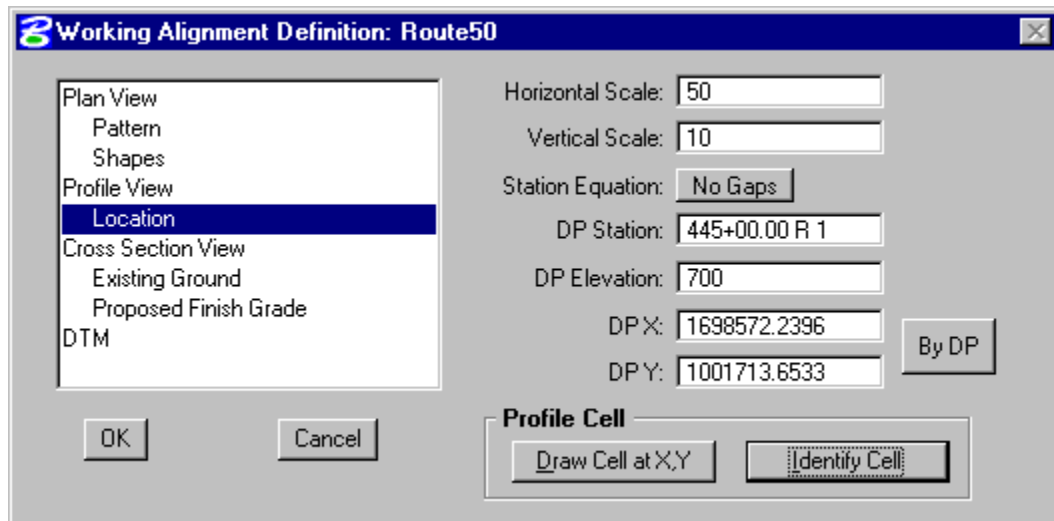 Working Alignment Definition: Route50
Plan View
Pattern
Shapes
Profile View
Location
Cross Section View
Existing Ground
Proposed Finish Grade
DTM
OK
Cancel
Horizontal Scale: 50
Vertical Scale: 10
Station Equation: No Gaps
DP Station: 445+00.00 R 1
DP Elevation: 700
DP X: 1698572.2396
DP Y: 1001713.6533
By DP
Profile Cell
Draw Cell at X,Y
Identify Cell